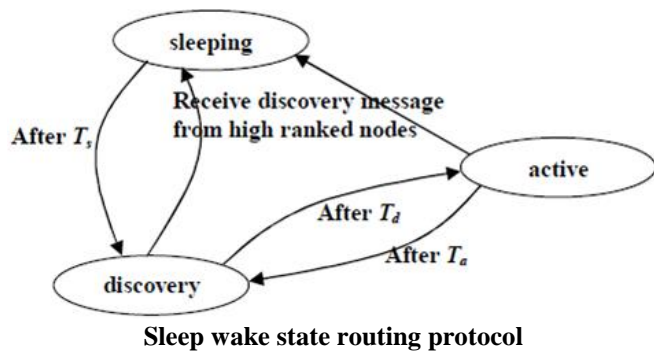 sleeping
Receive discovery message
from high ranked nodes
After Ts
active
After Td
After Ta
discovery
Sleep wake state routing protocol